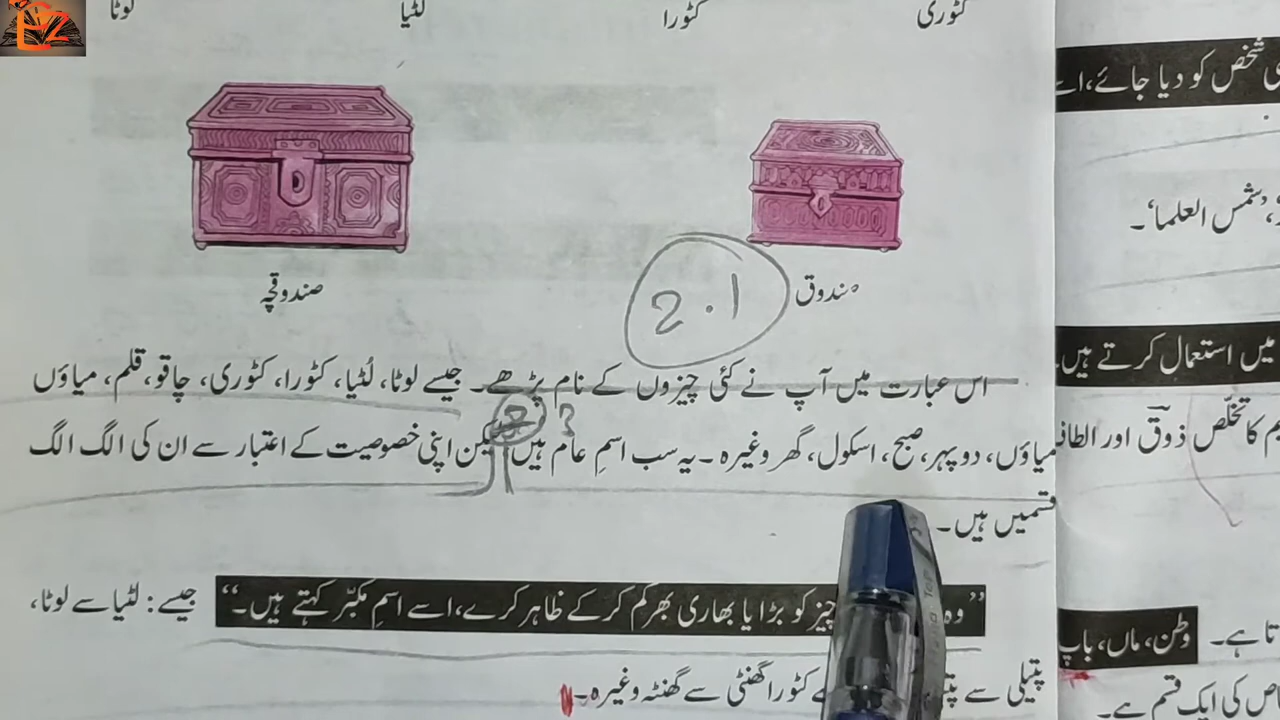 کٹوری کٹورا لٹیا لوٹا
صندوق صندوقچہ
2.1
اس عبارت میں آپ نے کئی چیزوں کے نام پڑھے۔ جیسے لوٹا، لُٹیا، کٹورا، کٹوری، چاقو، قلم، میاؤں
میاؤں، دوپہر، صبح، اسکول، گھر وغیرہ۔ یہ سب اسمِ عام ہیں لیکن اپنی خصوصیت کے اعتبار سے ان کی الگ الگ
قسمیں ہیں۔
”وہ چیز کو بڑا یا بھاری بھرکم کرکے ظاہر کرے، اسے اسمِ مکبّر کہتے ہیں۔“ جیسے: لٹیا سے لوٹا،
پتیلی سے کٹورا گھنٹی سے گھنٹہ وغیرہ۔
شخص کو دیا جائے، اسے
’شمس العلما‘۔
میں استعمال کرتے ہیں
کا تخلّص ذوقؔ اور الطاف
تا ہے۔ وطن، ماں، باپ
کی ایک قسم ہے۔